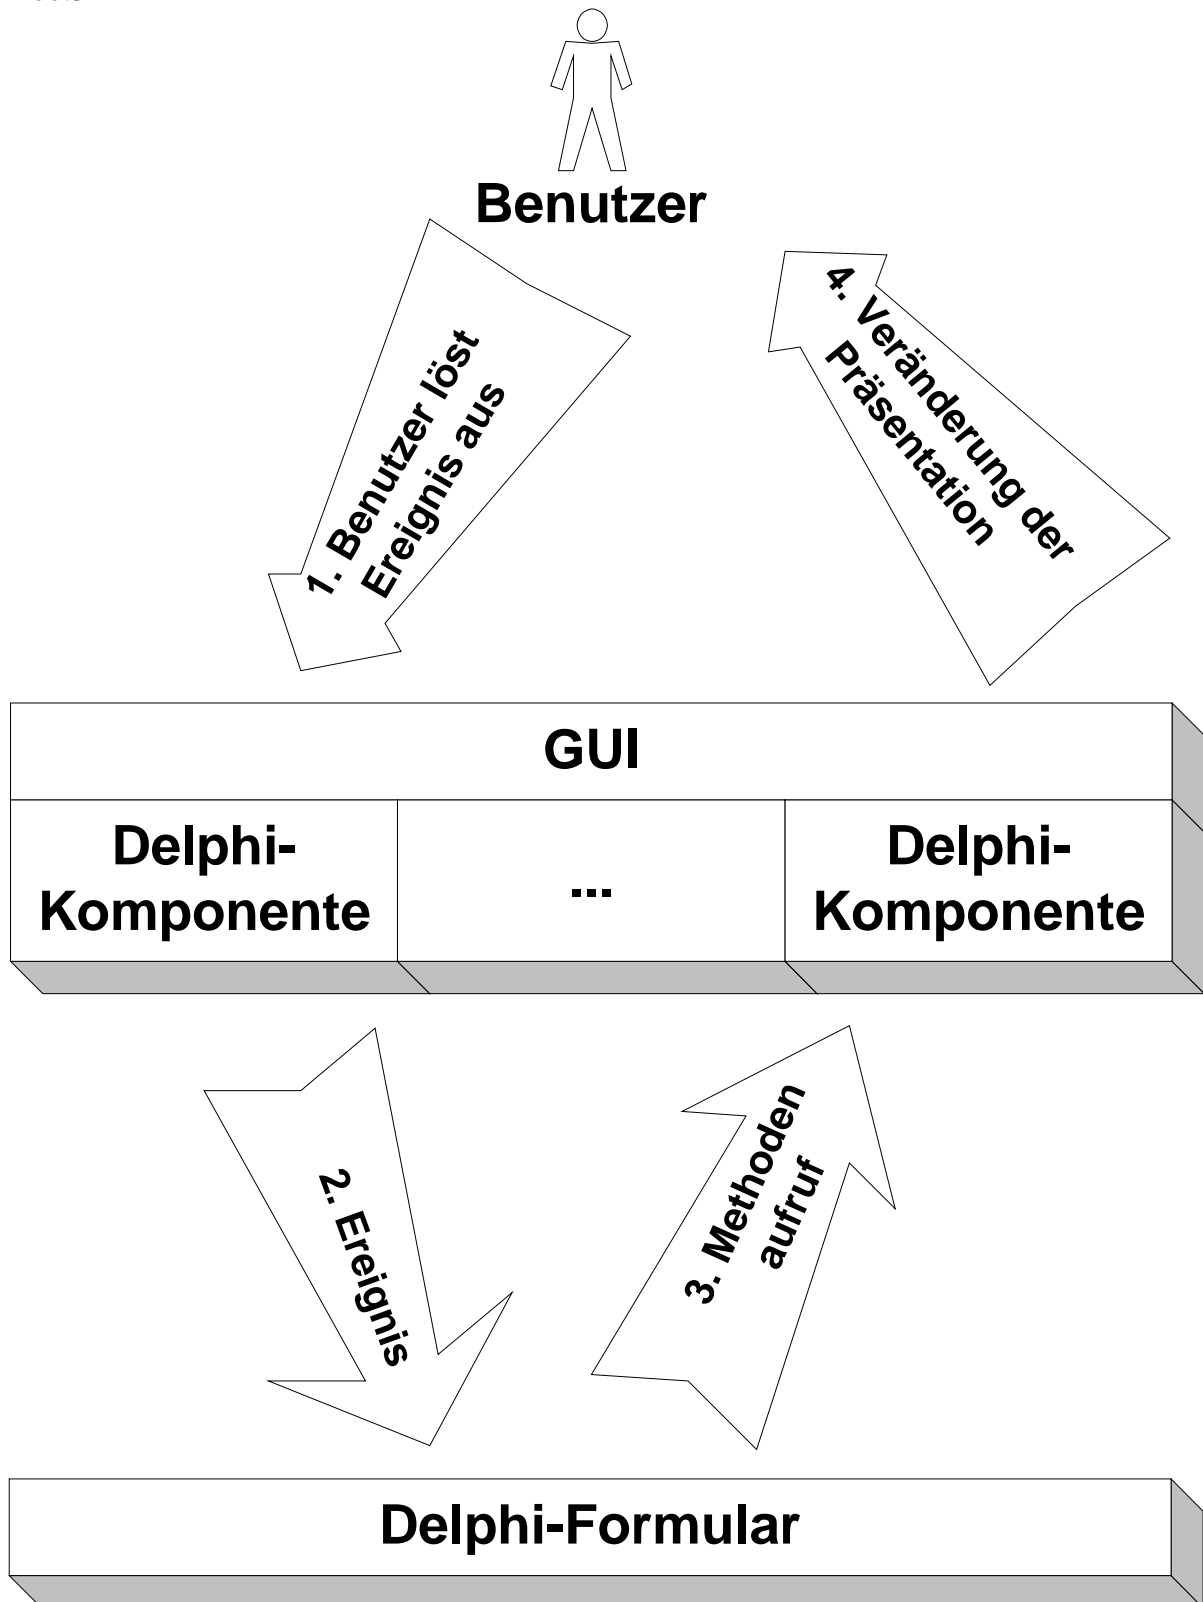 Benutzer
1. Benutzer löst
Ereignis aus
4. Veränderung der
Präsentation
GUI
Delphi-
Komponente
...
Delphi-
Komponente
2. Ereignis
3. Methoden
aufruf
Delphi-Formular